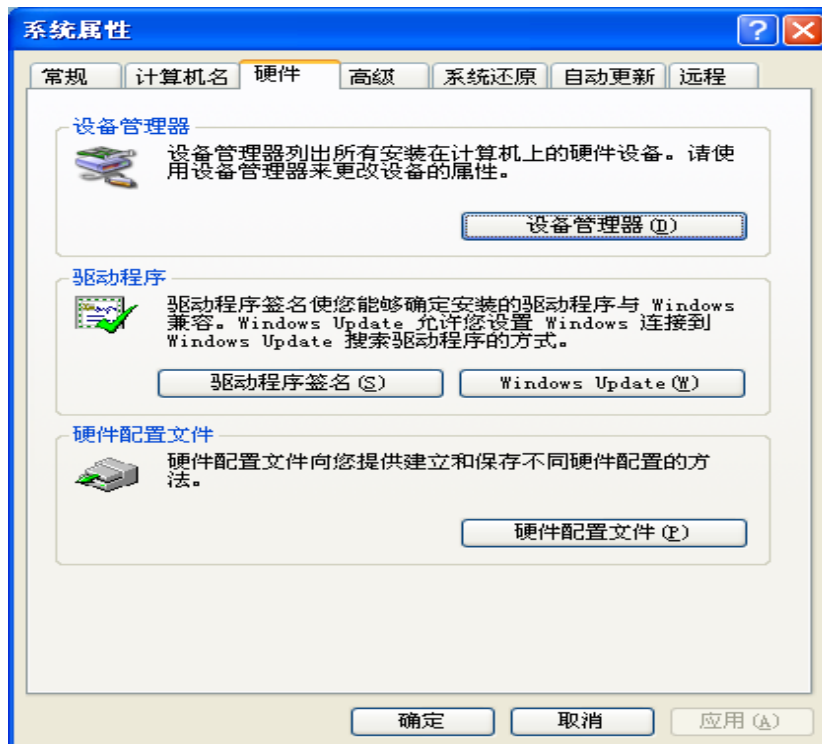 系统属性
常规 计算机名 硬件 高级 系统还原 自动更新 远程
设备管理器
设备管理器列出所有安装在计算机上的硬件设备。请使
用设备管理器来更改设备的属性。
设备管理器(D)
驱动程序
驱动程序签名使您能够确定安装的驱动程序与 Windows
兼容。Windows Update 允许您设置 Windows 连接到
Windows Update 搜索驱动程序的方式。
驱动程序签名(S) Windows Update(W)
硬件配置文件
硬件配置文件向您提供建立和保存不同硬件配置的方
法。
硬件配置文件(P)
确定 取消 应用(A)